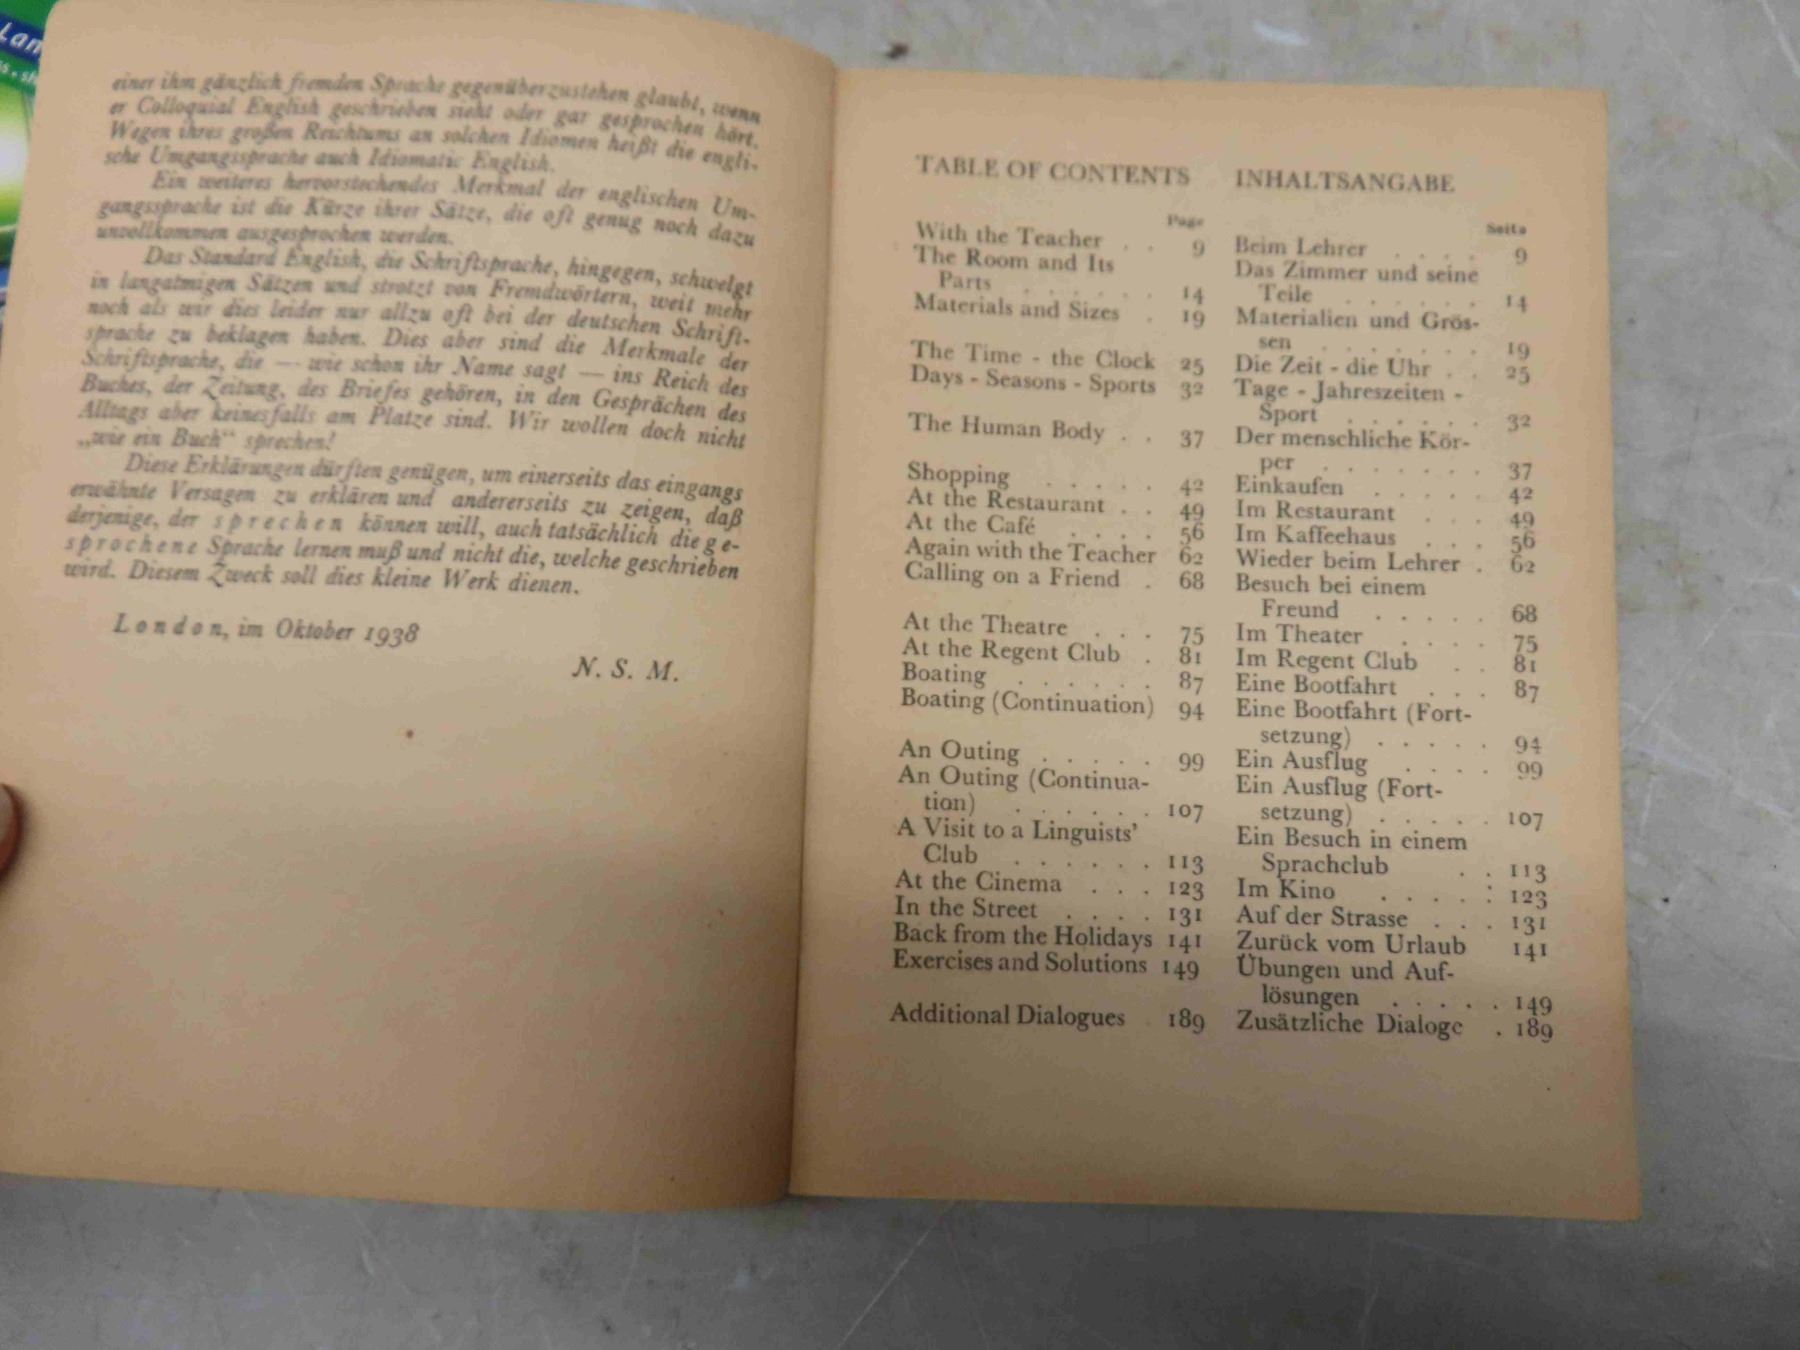 Lan
einer ihm gänzlich fremden Sprache gegenüberzustehen glaubt, wenn
er Colloquial English geschrieben sieht oder gar gesprochen hört.
Wegen ihres großen Reichtums an solchen Idiomen heißt die engli-
sche Umgangssprache auch Idiomatic English.
Ein weiteres hervorstechendes Merkmal der englischen Um-
gangssprache ist die Kürze ihrer Sätze, die oft genug noch dazu
unvollkommen ausgesprochen werden.
Das Standard English, die Schriftsprache, hingegen, schwelgt
in langatmigen Sätzen und strotzt von Fremdwörtern, weit mehr
noch als wir dies leider nur allzu oft bei der deutschen Schrift-
sprache zu beklagen haben. Dies aber sind die Merkmale der
Schriftsprache, die — wie schon ihr Name sagt — ins Reich des
Buches, der Zeitung, des Briefes gehören, in den Gesprächen des
Alltags aber keinesfalls am Platze sind. Wir wollen doch nicht
„wie ein Buch“ sprechen!
Diese Erklärungen dürften genügen, um einerseits das eingangs
erwähnte Versagen zu erklären und andererseits zu zeigen, daß
derjenige, der sprechen können will, auch tatsächlich die ge-
sprochene Sprache lernen muß und nicht die, welche geschrieben
wird. Diesem Zweck soll dies kleine Werk dienen.
London, im Oktober 1938
N. S. M.
TABLE OF CONTENTS
Page
With the Teacher . . 9
The Room and Its
Parts . . . . . . 14
Materials and Sizes . 19
The Time - the Clock 25
Days - Seasons - Sports 32
The Human Body . . 37
Shopping . . . . . 42
At the Restaurant . . 49
At the Café . . . . 56
Again with the Teacher 62
Calling on a Friend . 68
At the Theatre . . . 75
At the Regent Club . 81
Boating . . . . . . 87
Boating (Continuation) 94
An Outing . . . . . 99
An Outing (Continua-
tion) . . . . . . 107
A Visit to a Linguists’
Club . . . . . . 113
At the Cinema . . . 123
In the Street . . . . 131
Back from the Holidays 141
Exercises and Solutions 149
Additional Dialogues 189
INHALTSANGABE
Seite
Beim Lehrer . . . . 9
Das Zimmer und seine
Teile . . . . . . 14
Materialien und Grös-
sen . . . . . . . 19
Die Zeit - die Uhr . . 25
Tage - Jahreszeiten -
Sport . . . . . . 32
Der menschliche Kör-
per . . . . . . . 37
Einkaufen . . . . . 42
Im Restaurant . . . 49
Im Kaffeehaus . . . 56
Wieder beim Lehrer . 62
Besuch bei einem
Freund . . . . . 68
Im Theater . . . . 75
Im Regent Club . . 81
Eine Bootfahrt . . . 87
Eine Bootfahrt (Fort-
setzung) . . . . . 94
Ein Ausflug . . . . 99
Ein Ausflug (Fort-
setzung) . . . . . 107
Ein Besuch in einem
Sprachclub . . 113
Im Kino . . . . . 123
Auf der Strasse . . . 131
Zurück vom Urlaub 141
Übungen und Auf-
lösungen . . . . . 149
Zusätzliche Dialoge . 189